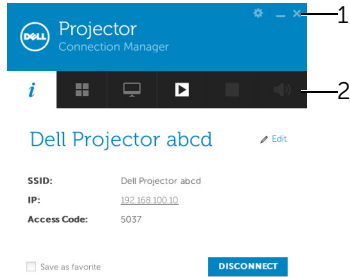 DELL
Projector
Connection Manager
1
i
2
Dell Projector abcd
Edit
SSID: Dell Projector abcd
IP: 192.168.100.10
Access Code: 5037
Save as favorite
DISCONNECT